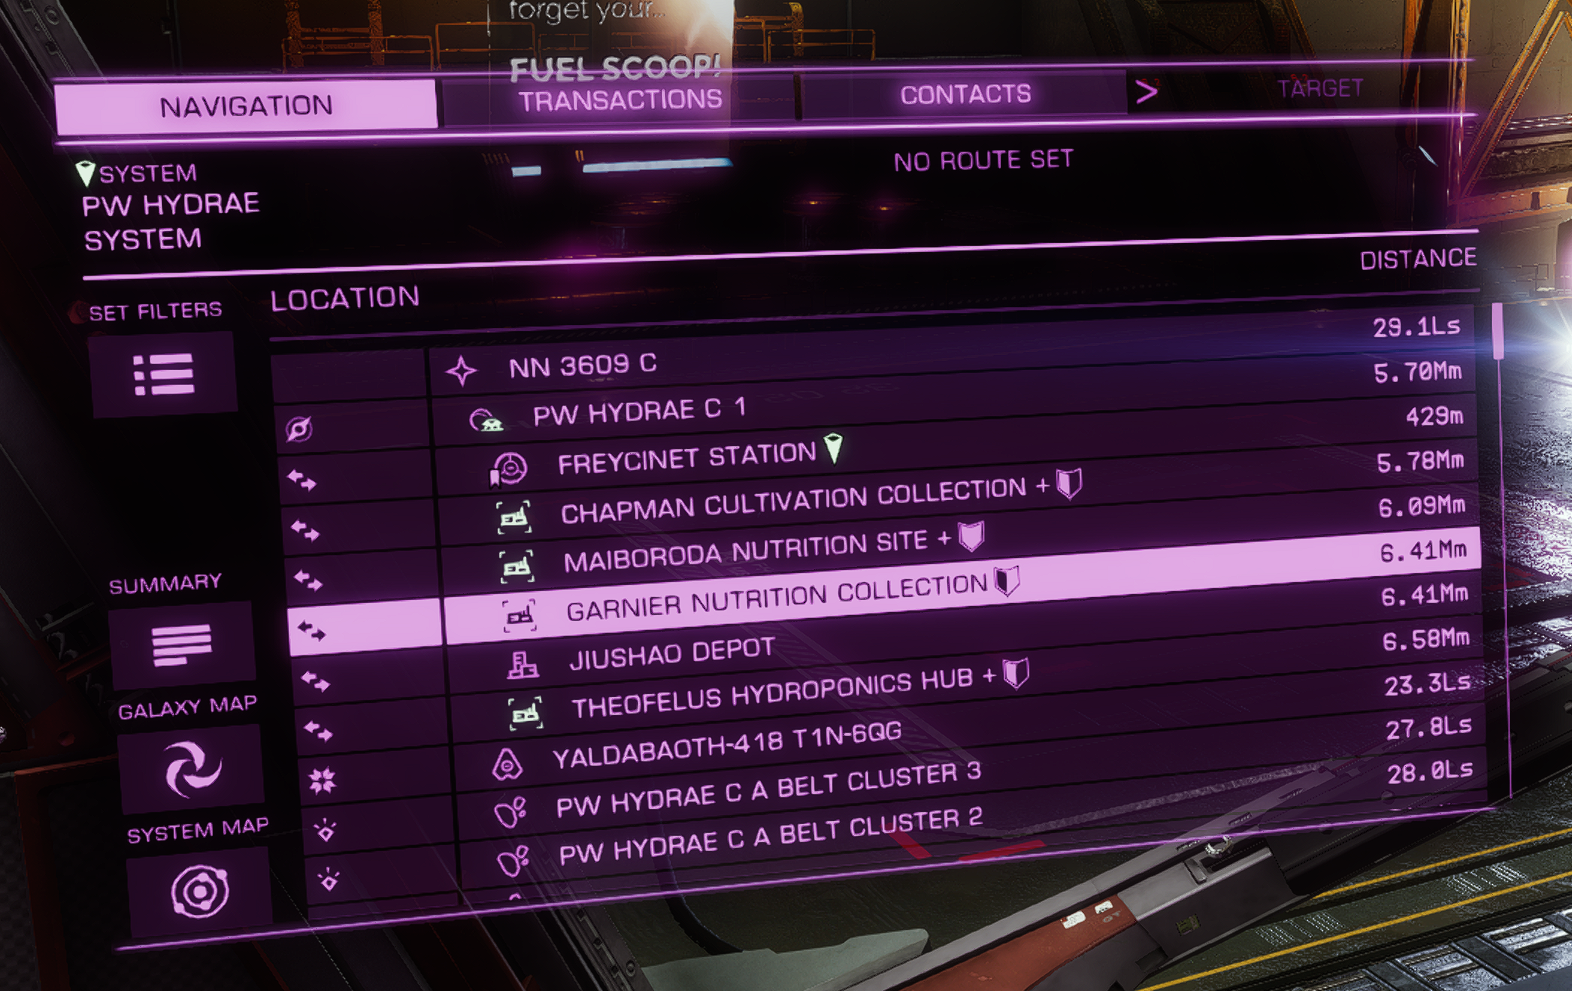 forget your...
FUEL SCOOP!
NAVIGATION
TRANSACTIONS
CONTACTS
>
TARGET
SYSTEM
PW HYDRAE
SYSTEM
NO ROUTE SET
DISTANCE
SET FILTERS
LOCATION
NN 3609 C 29.1Ls
PW HYDRAE C 1 5.70Mm
FREYCINET STATION 429m
CHAPMAN CULTIVATION COLLECTION + 5.78Mm
MAIBORODA NUTRITION SITE + 6.09Mm
GARNIER NUTRITION COLLECTION 6.41Mm
JIUSHAO DEPOT 6.41Mm
THEOFELUS HYDROPONICS HUB + 6.58Mm
YALDABAOTH-418 T1N-6QG 23.3Ls
PW HYDRAE C A BELT CLUSTER 3 27.8Ls
PW HYDRAE C A BELT CLUSTER 2 28.0Ls
SUMMARY
GALAXY MAP
SYSTEM MAP